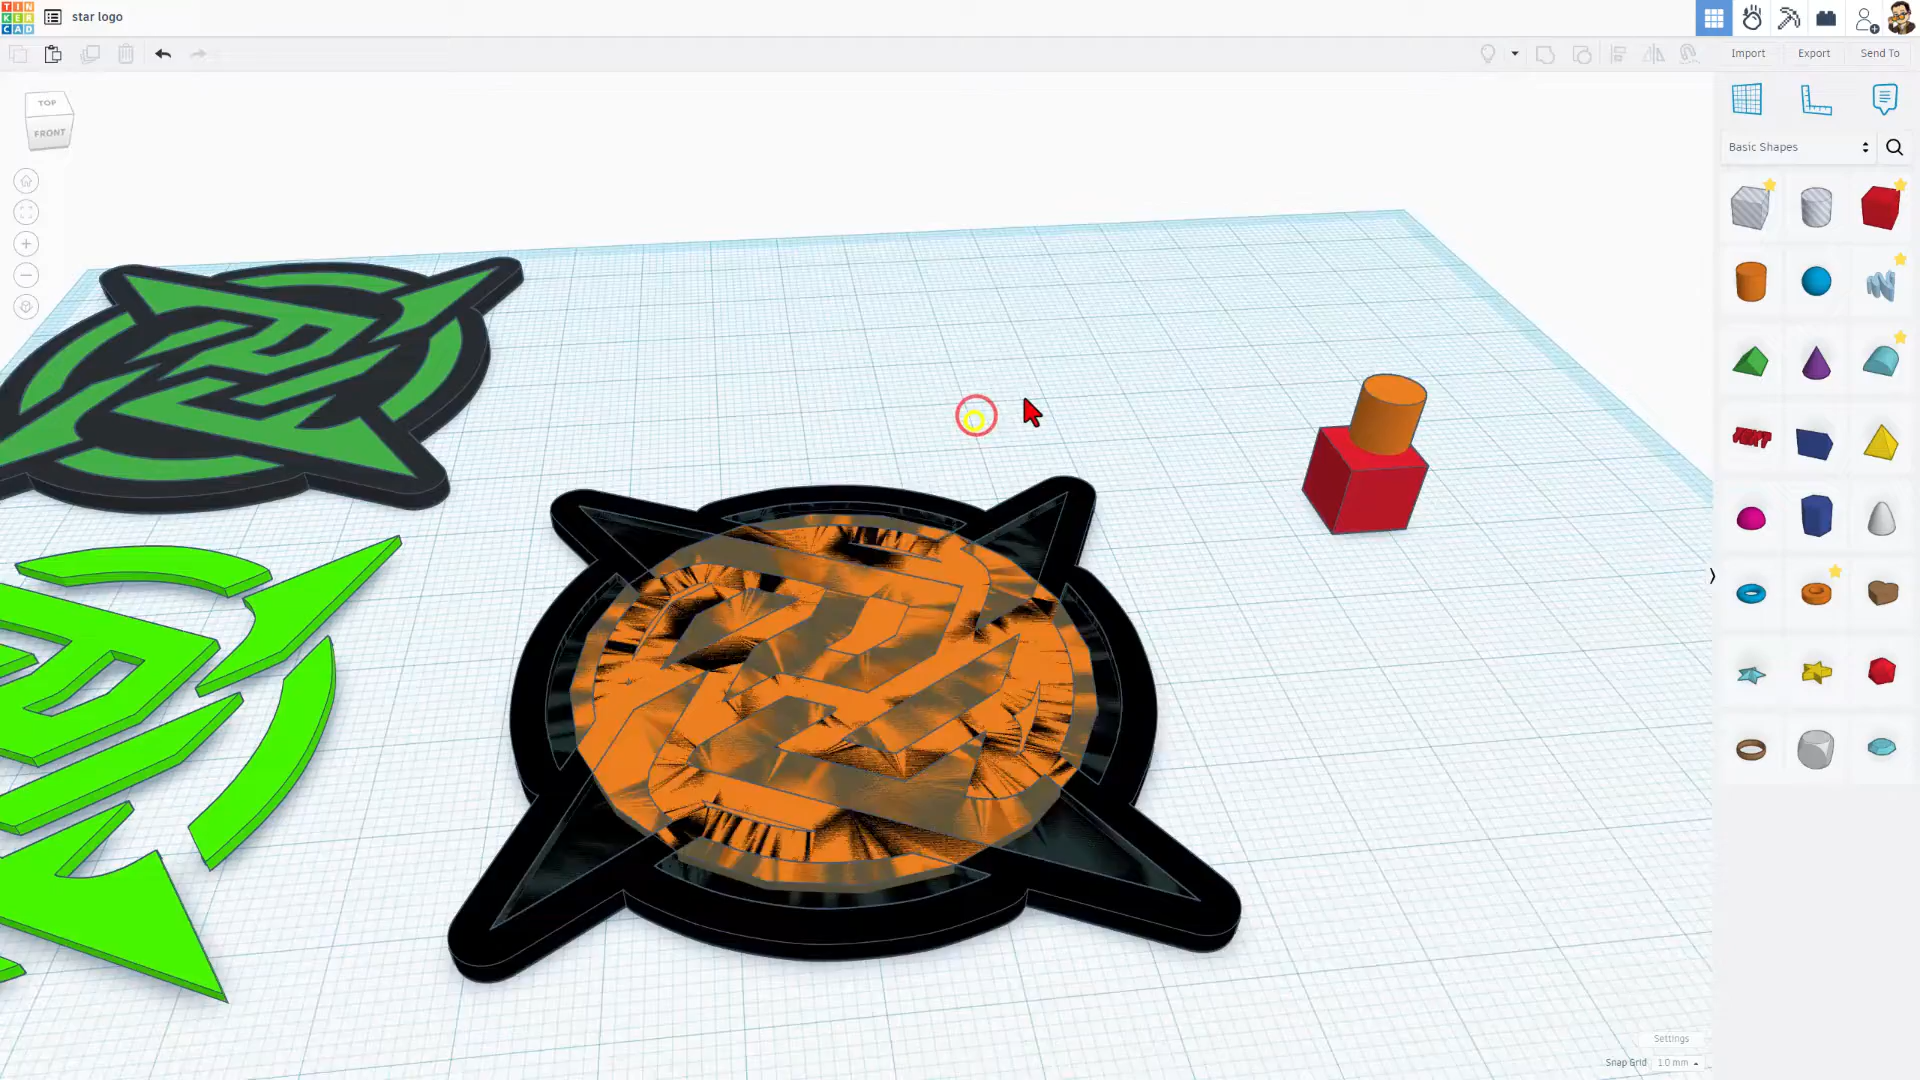 TIN
KER
CAD
star logo
Import
Export
Send To
TOP
FRONT
Basic Shapes
TEXT
Settings
Snap Grid 1.0 mm